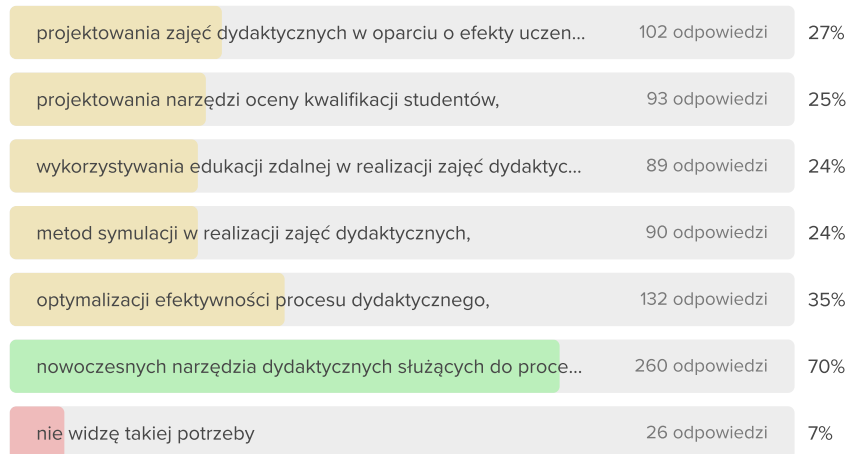 projektowania zajęć dydaktycznych w oparciu o efekty uczen... 102 odpowiedzi 27%
projektowania narzędzi oceny kwalifikacji studentów, 93 odpowiedzi 25%
wykorzystywania edukacji zdalnej w realizacji zajęć dydaktyc... 89 odpowiedzi 24%
metod symulacji w realizacji zajęć dydaktycznych, 90 odpowiedzi 24%
optymalizacji efektywności procesu dydaktycznego, 132 odpowiedzi 35%
nowoczesnych narzędzia dydaktycznych służących do proce... 260 odpowiedzi 70%
nie widzę takiej potrzeby 26 odpowiedzi 7%